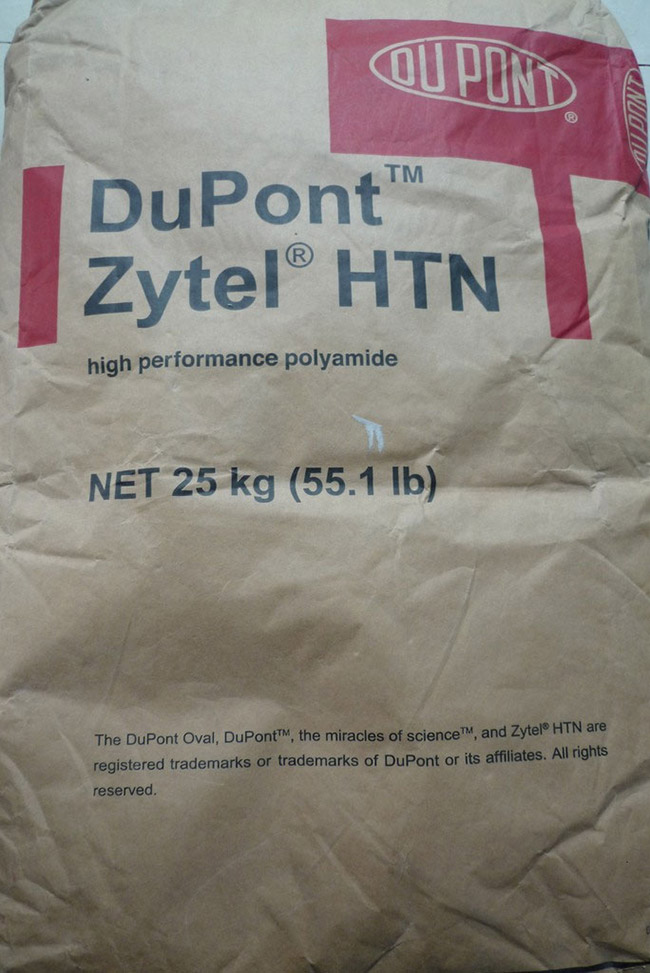 DU PONT®
DU PONT
DuPont™
Zytel® HTN
high performance polyamide
NET 25 kg (55.1 lb)
The DuPont Oval, DuPont™, the miracles of science™, and Zytel® HTN are
registered trademarks or trademarks of DuPont or its affiliates. All rights
reserved.